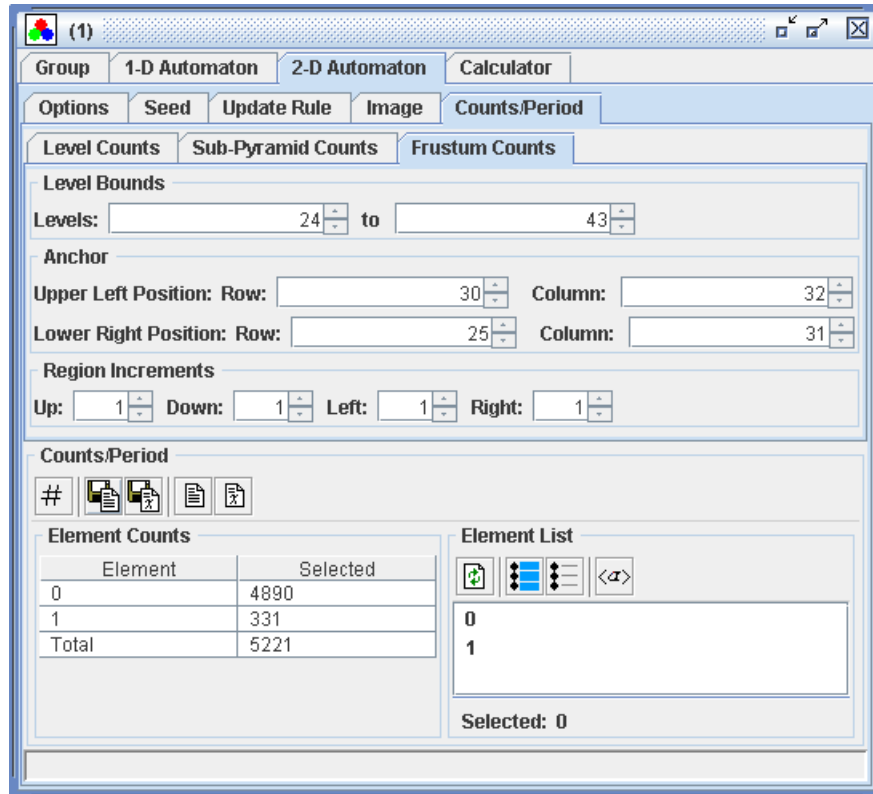 (1)
Group 1-D Automaton 2-D Automaton Calculator
Options Seed Update Rule Image Counts/Period
Level Counts Sub-Pyramid Counts Frustum Counts
Level Bounds
Levels: 24 to 43
Anchor
Upper Left Position: Row: 30 Column: 32
Lower Right Position: Row: 25 Column: 31
Region Increments
Up: 1 Down: 1 Left: 1 Right: 1
Counts/Period
#
Element Counts
Element Selected
0 4890
1 331
Total 5221
Element List
<α>
0
1
Selected: 0